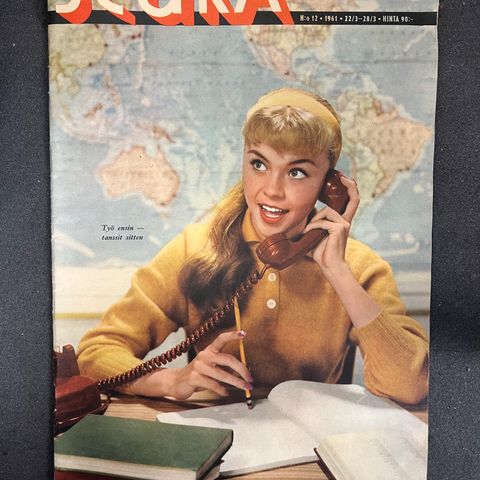 SEURA
N:o 12 • 1961 • 22/3—28/3 • HINTA 90:-
Työ ensin —
tanssit sitten